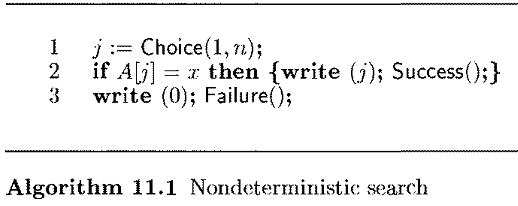 1 j := Choice(1, n);
2 if A[j] = x then {write (j); Success();}
3 write (0); Failure();
Algorithm 11.1 Nondeterministic search